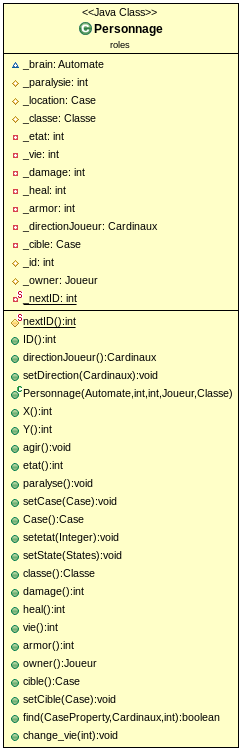 <<Java Class>>
Personnage
roles
_brain: Automate
_paralysie: int
_location: Case
_classe: Classe
_etat: int
_vie: int
_damage: int
_heal: int
_armor: int
_directionJoueur: Cardinaux
_cible: Case
_id: int
_owner: Joueur
_nextID: int
nextID():int
ID():int
directionJoueur():Cardinaux
setDirection(Cardinaux):void
Personnage(Automate,int,int,Joueur,Classe)
X():int
Y():int
agir():void
etat():int
paralyse():void
setCase(Case):void
Case():Case
setetat(Integer):void
setState(States):void
classe():Classe
damage():int
heal():int
vie():int
armor():int
owner():Joueur
cible():Case
setCible(Case):void
find(CaseProperty,Cardinaux,int):boolean
change_vie(int):void